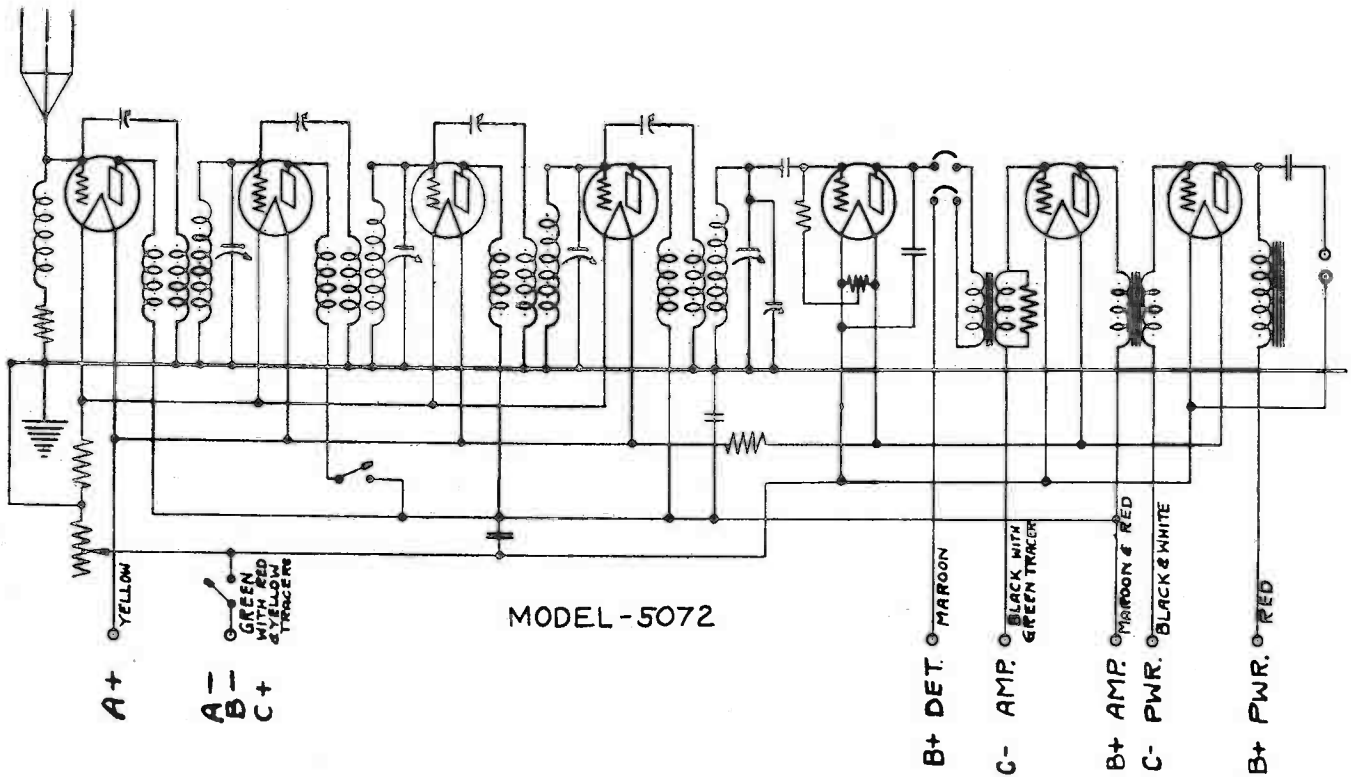 MODEL-5072
A+
YELLOW
A-
B-
C+
GREEN
WITH RED
& YELLOW
TRACERS
B+ DET.
MAROON
C- AMP.
BLACK WITH
GREEN TRACER
B+ AMP.
MAROON & RED
C- PWR.
BLACK & WHITE
B+ PWR.
RED